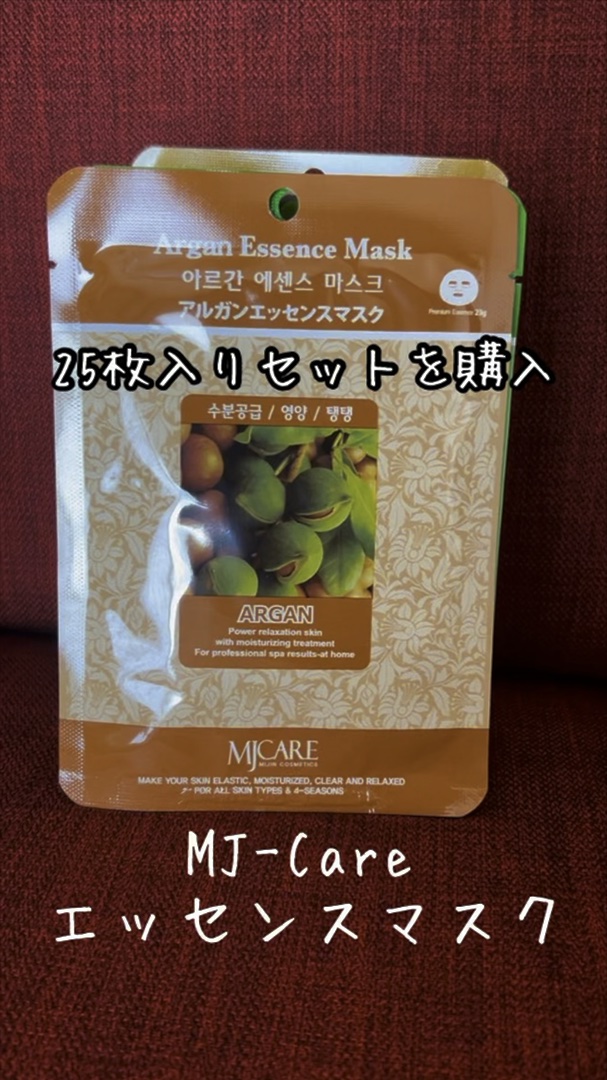 Argan Essence Mask
아르간 에센스 마스크
アルガンエッセンスマスク
Premium Essence 23g
25枚入りセットを購入
수분공급 / 영양 / 탱탱
ARGAN
Power relaxation skin
with moisturizing treatment
For professional spa results-at home
MJCARE
MIJIN COSMETICS
MAKE YOUR SKIN ELASTIC, MOISTURIZED, CLEAR AND RELAXED
FOR ALL SKIN TYPES & 4-SEASONS
MJ-Care
エッセンスマスク